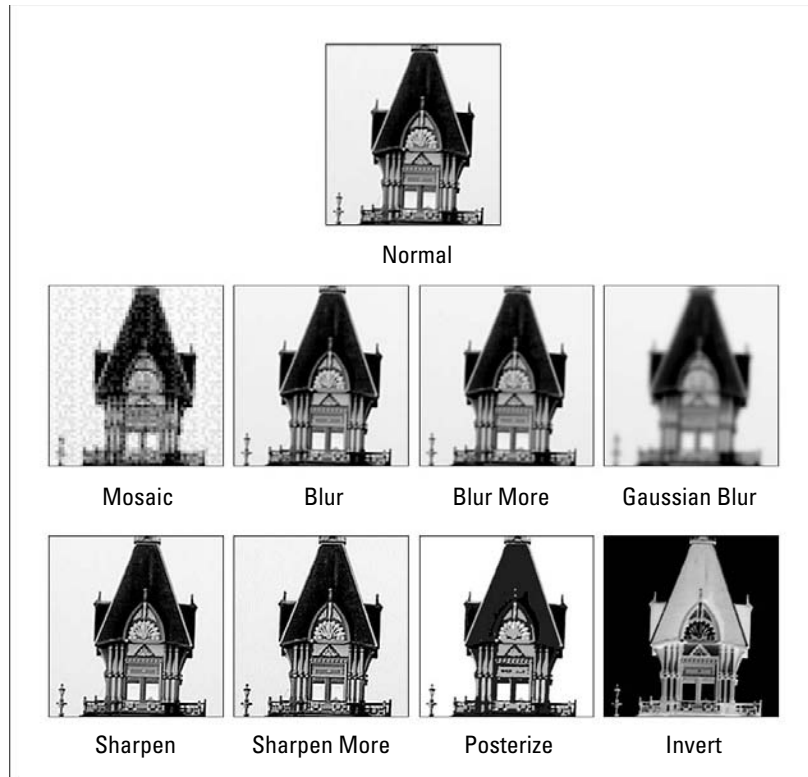 Normal
Mosaic
Blur
Blur More
Gaussian Blur
Sharpen
Sharpen More
Posterize
Invert